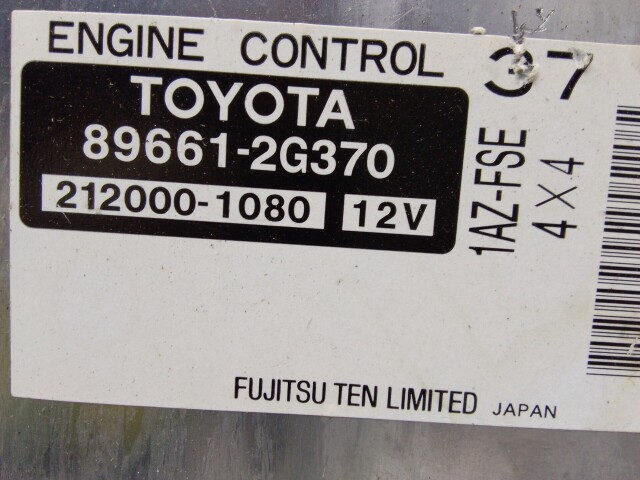 ENGINE CONTROL
37
TOYOTA
89661-2G370
212000-1080 12V
1AZ-FSE
4×4
FUJITSU TEN LIMITED JAPAN